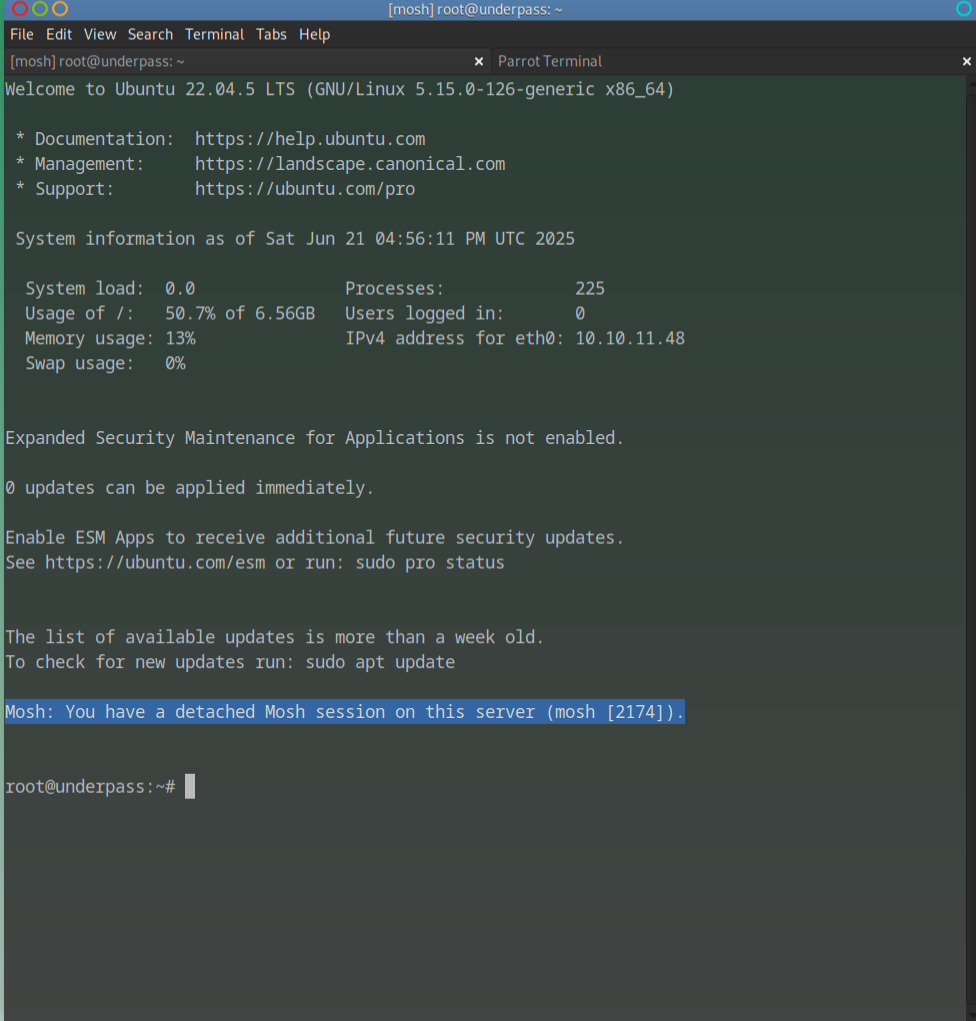 [mosh] root@underpass: ~
File Edit View Search Terminal Tabs Help
[mosh] root@underpass: ~ × Parrot Terminal ×
Welcome to Ubuntu 22.04.5 LTS (GNU/Linux 5.15.0-126-generic x86_64)
* Documentation: https://help.ubuntu.com
* Management: https://landscape.canonical.com
* Support: https://ubuntu.com/pro
System information as of Sat Jun 21 04:56:11 PM UTC 2025
System load: 0.0 Processes: 225
Usage of /: 50.7% of 6.56GB Users logged in: 0
Memory usage: 13% IPv4 address for eth0: 10.10.11.48
Swap usage: 0%
Expanded Security Maintenance for Applications is not enabled.
0 updates can be applied immediately.
Enable ESM Apps to receive additional future security updates.
See https://ubuntu.com/esm or run: sudo pro status
The list of available updates is more than a week old.
To check for new updates run: sudo apt update
Mosh: You have a detached Mosh session on this server (mosh [2174]).
root@underpass:~#